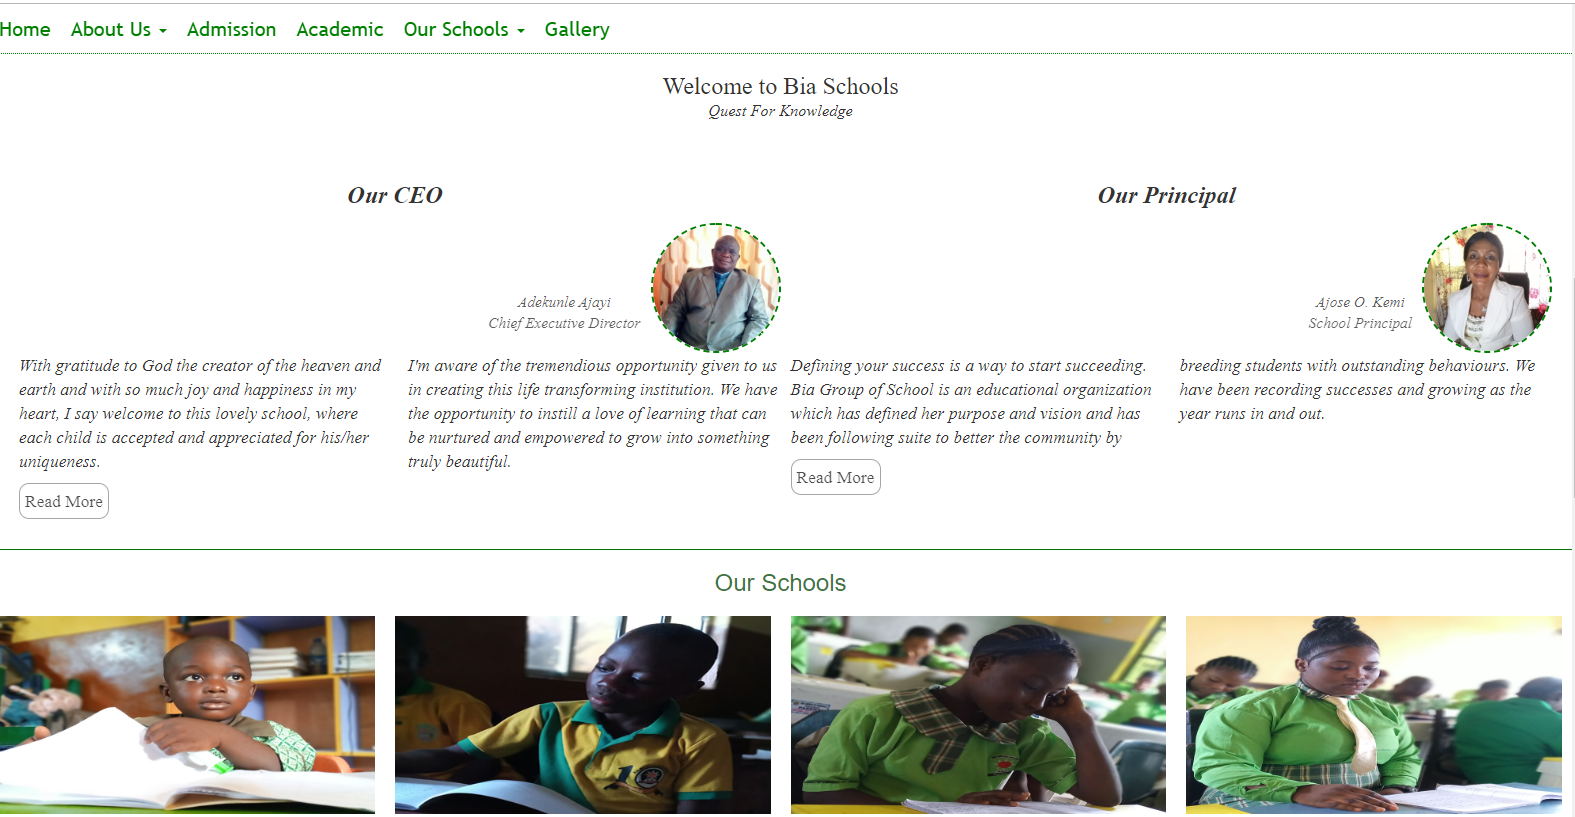 Home About Us Admission Academic Our Schools Gallery
Welcome to Bia Schools
Quest For Knowledge
Our CEO
Adekunle Ajayi
Chief Executive Director
With gratitude to God the creator of the heaven and
earth and with so much joy and happiness in my
heart, I say welcome to this lovely school, where
each child is accepted and appreciated for his/her
uniqueness.
I'm aware of the tremendious opportunity given to us
in creating this life transforming institution. We have
the opportunity to instill a love of learning that can
be nurtured and empowered to grow into something
truly beautiful.
Read More
Our Principal
Ajose O. Kemi
School Principal
Defining your success is a way to start succeeding.
Bia Group of School is an educational organization
which has defined her purpose and vision and has
been following suite to better the community by
breeding students with outstanding behaviours. We
have been recording successes and growing as the
year runs in and out.
Read More
Our Schools